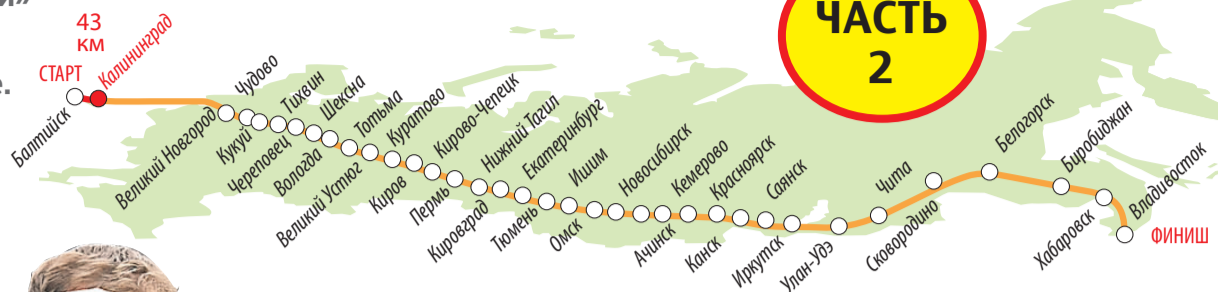 и”
е.
43
км
СТАРТ
Калининград
Балтийск
Великий Новгород
Чудово
Кукуй
Тихвин
Череповец
Шексна
Вологда
Тотьма
Великий Устюг
Куратово
Киров
Кирово-Чепецк
Пермь
Нижний Тагил
Кировград
Екатеринбург
Тюмень
Ишим
Омск
Новосибирск
Ачинск
Кемерово
Красноярск
Канск
Саянск
Иркутск
Улан-Удэ
Чита
Сковородино
Белогорск
Биробиджан
Хабаровск
Владивосток
ФИНИШ
ЧАСТЬ
2